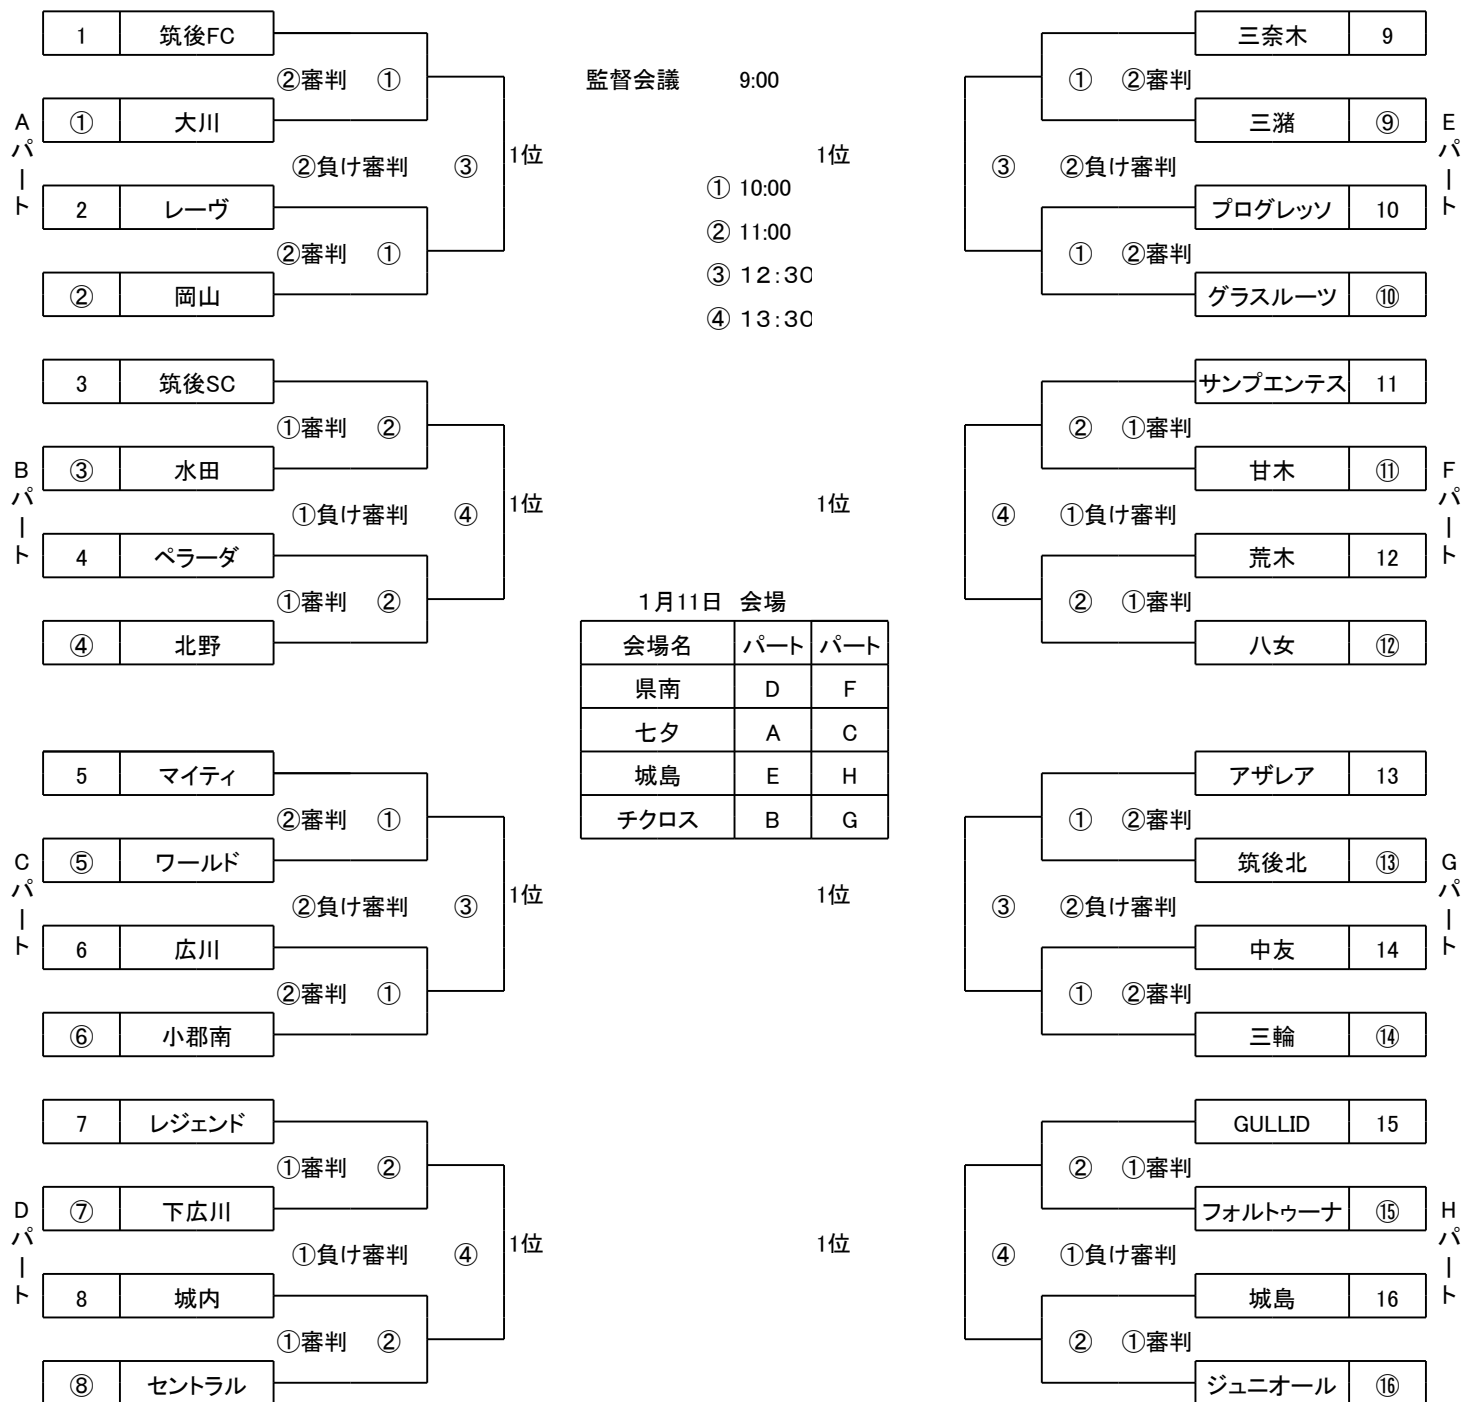 1 筑後FC
②審判 ①
① 大川
Aパート
②負け審判 ③ 1位
2 レーヴ
②審判 ①
② 岡山
3 筑後SC
①審判 ②
③ 水田
Bパート
①負け審判 ④ 1位
4 ペラーダ
①審判 ②
④ 北野
5 マイティ
②審判 ①
⑤ ワールド
Cパート
②負け審判 ③ 1位
6 広川
②審判 ①
⑥ 小郡南
7 レジェンド
①審判 ②
⑦ 下広川
Dパート
①負け審判 ④ 1位
8 城内
①審判 ②
⑧ セントラル
監督会議 9:00
① 10:00
② 11:00
③ 12:30
④ 13:30
1月11日 会場
会場名 パート パート
県南 D F
七夕 A C
城島 E H
チクロス B G
三奈木 9
① ②審判
三潴 ⑨
Eパート
1位 ③ ②負け審判
プログレッソ 10
① ②審判
グラスルーツ ⑩
サンプエンテス 11
② ①審判
甘木 ⑪
Fパート
1位 ④ ①負け審判
荒木 12
② ①審判
八女 ⑫
アザレア 13
① ②審判
筑後北 ⑬
Gパート
1位 ③ ②負け審判
中友 14
① ②審判
三輪 ⑭
GULLID 15
② ①審判
フォルトゥーナ ⑮
Hパート
1位 ④ ①負け審判
城島 16
② ①審判
ジュニオール ⑯